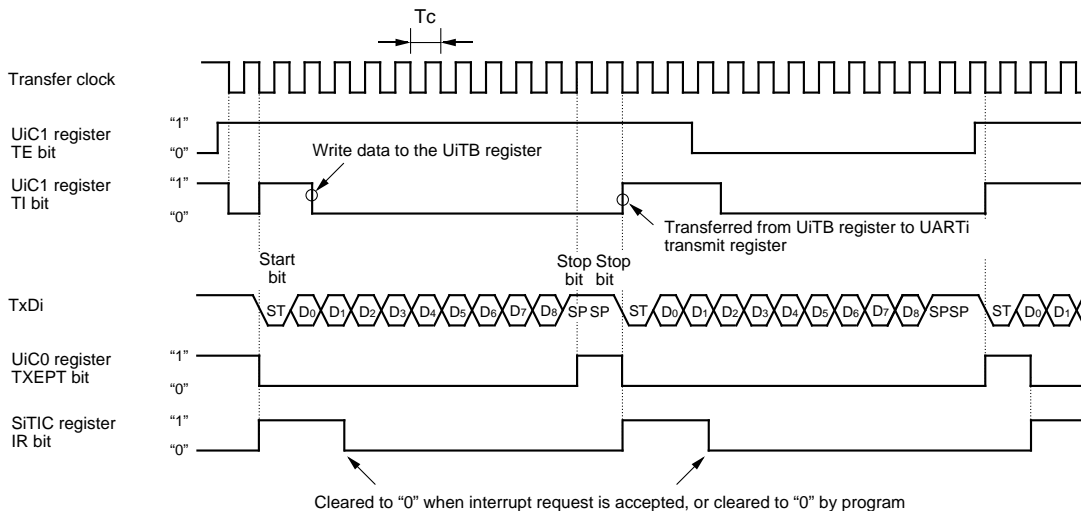 Tc
Transfer clock
UiC1 register
TE bit
“1”
“0”
Write data to the UiTB register
UiC1 register
TI bit
“1”
“0”
Transferred from UiTB register to UARTi
transmit register
Start
bit
Stop Stop
bit bit
TxDi
ST D0 D1 D2 D3 D4 D5 D6 D7 D8 SP SP ST D0 D1 D2 D3 D4 D5 D6 D7 D8 SPSP ST D0 D1
UiC0 register
TXEPT bit
“1”
“0”
SiTIC register
IR bit
“1”
“0”
Cleared to “0” when interrupt request is accepted, or cleared to “0” by program